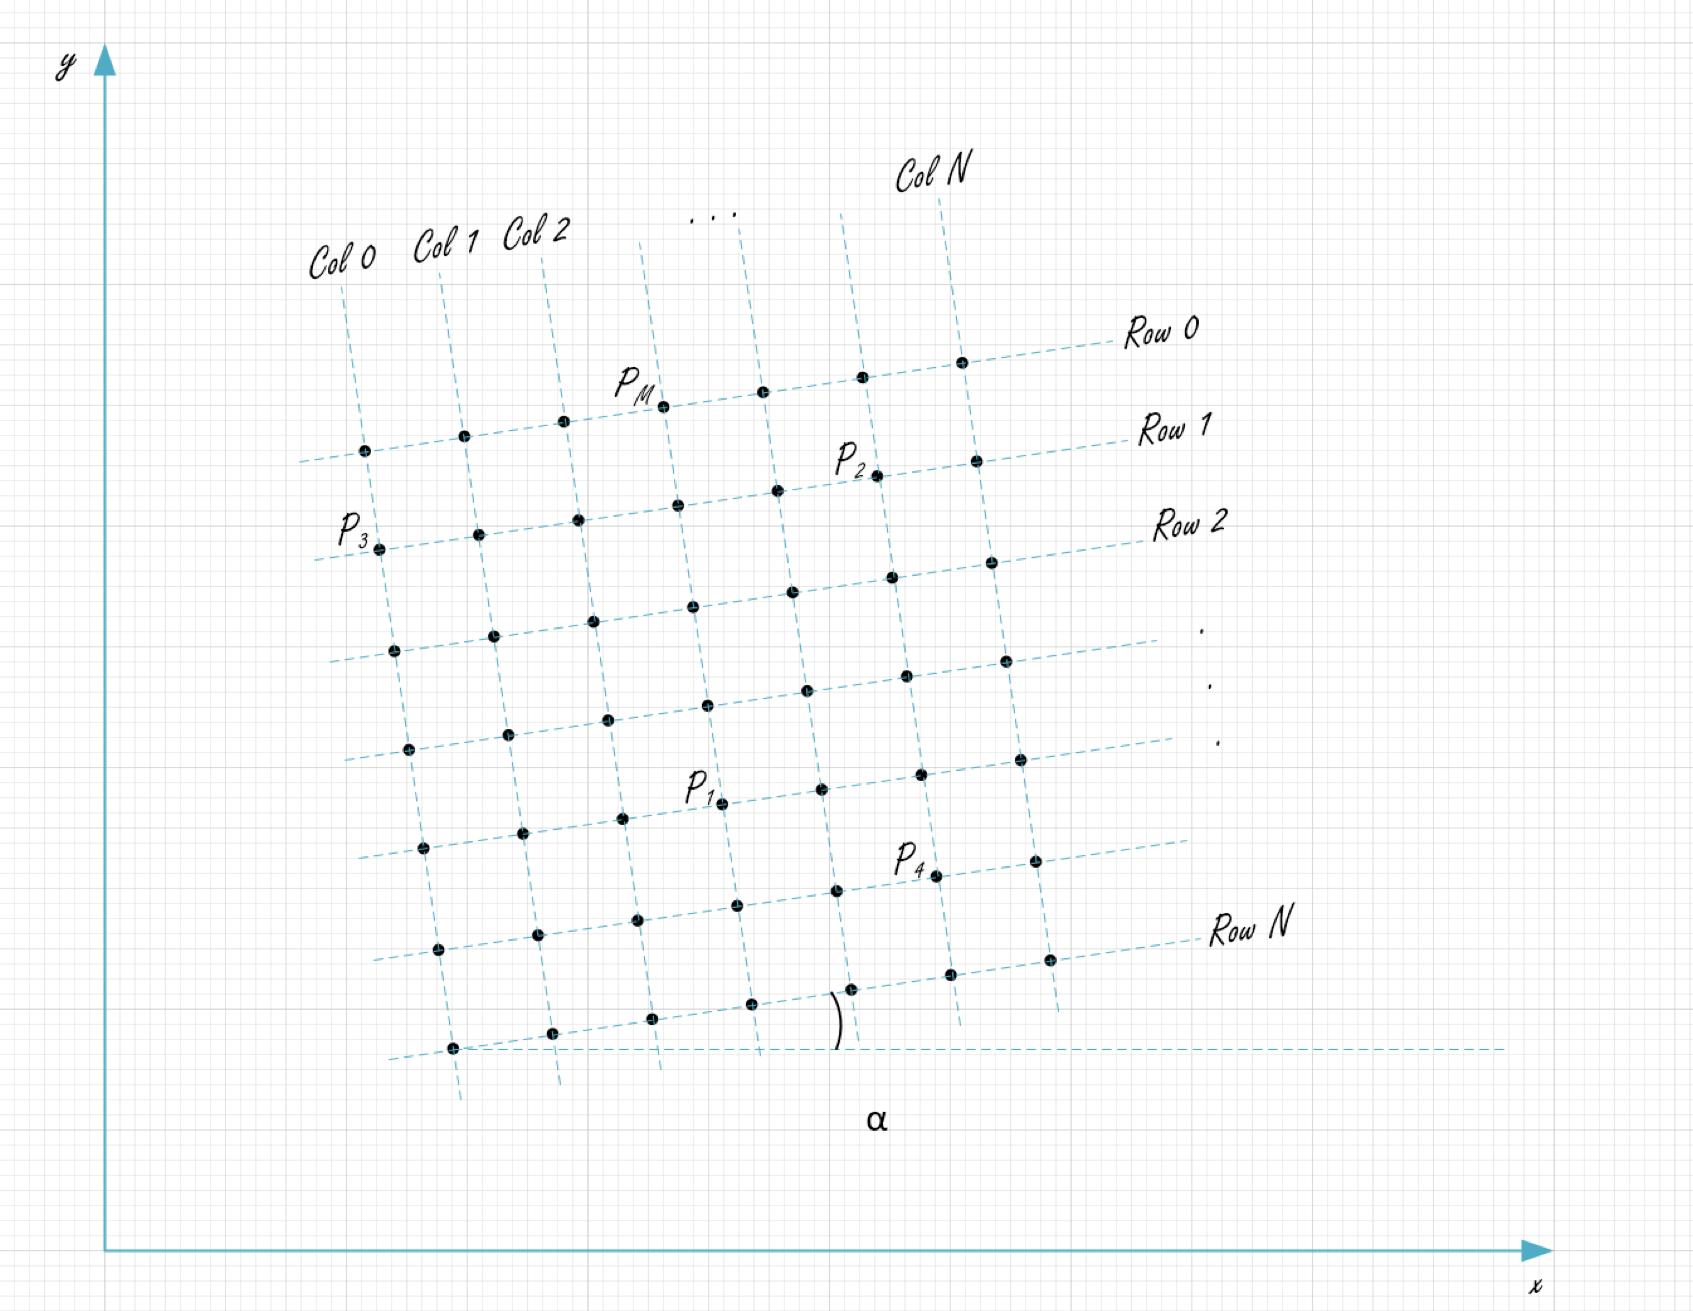 y
Col N
Col 0 Col 1 Col 2 . . .
Row 0
P_M
Row 1
P_2
Row 2
P_3
.
.
.
P_1
P_4
Row N
α
x